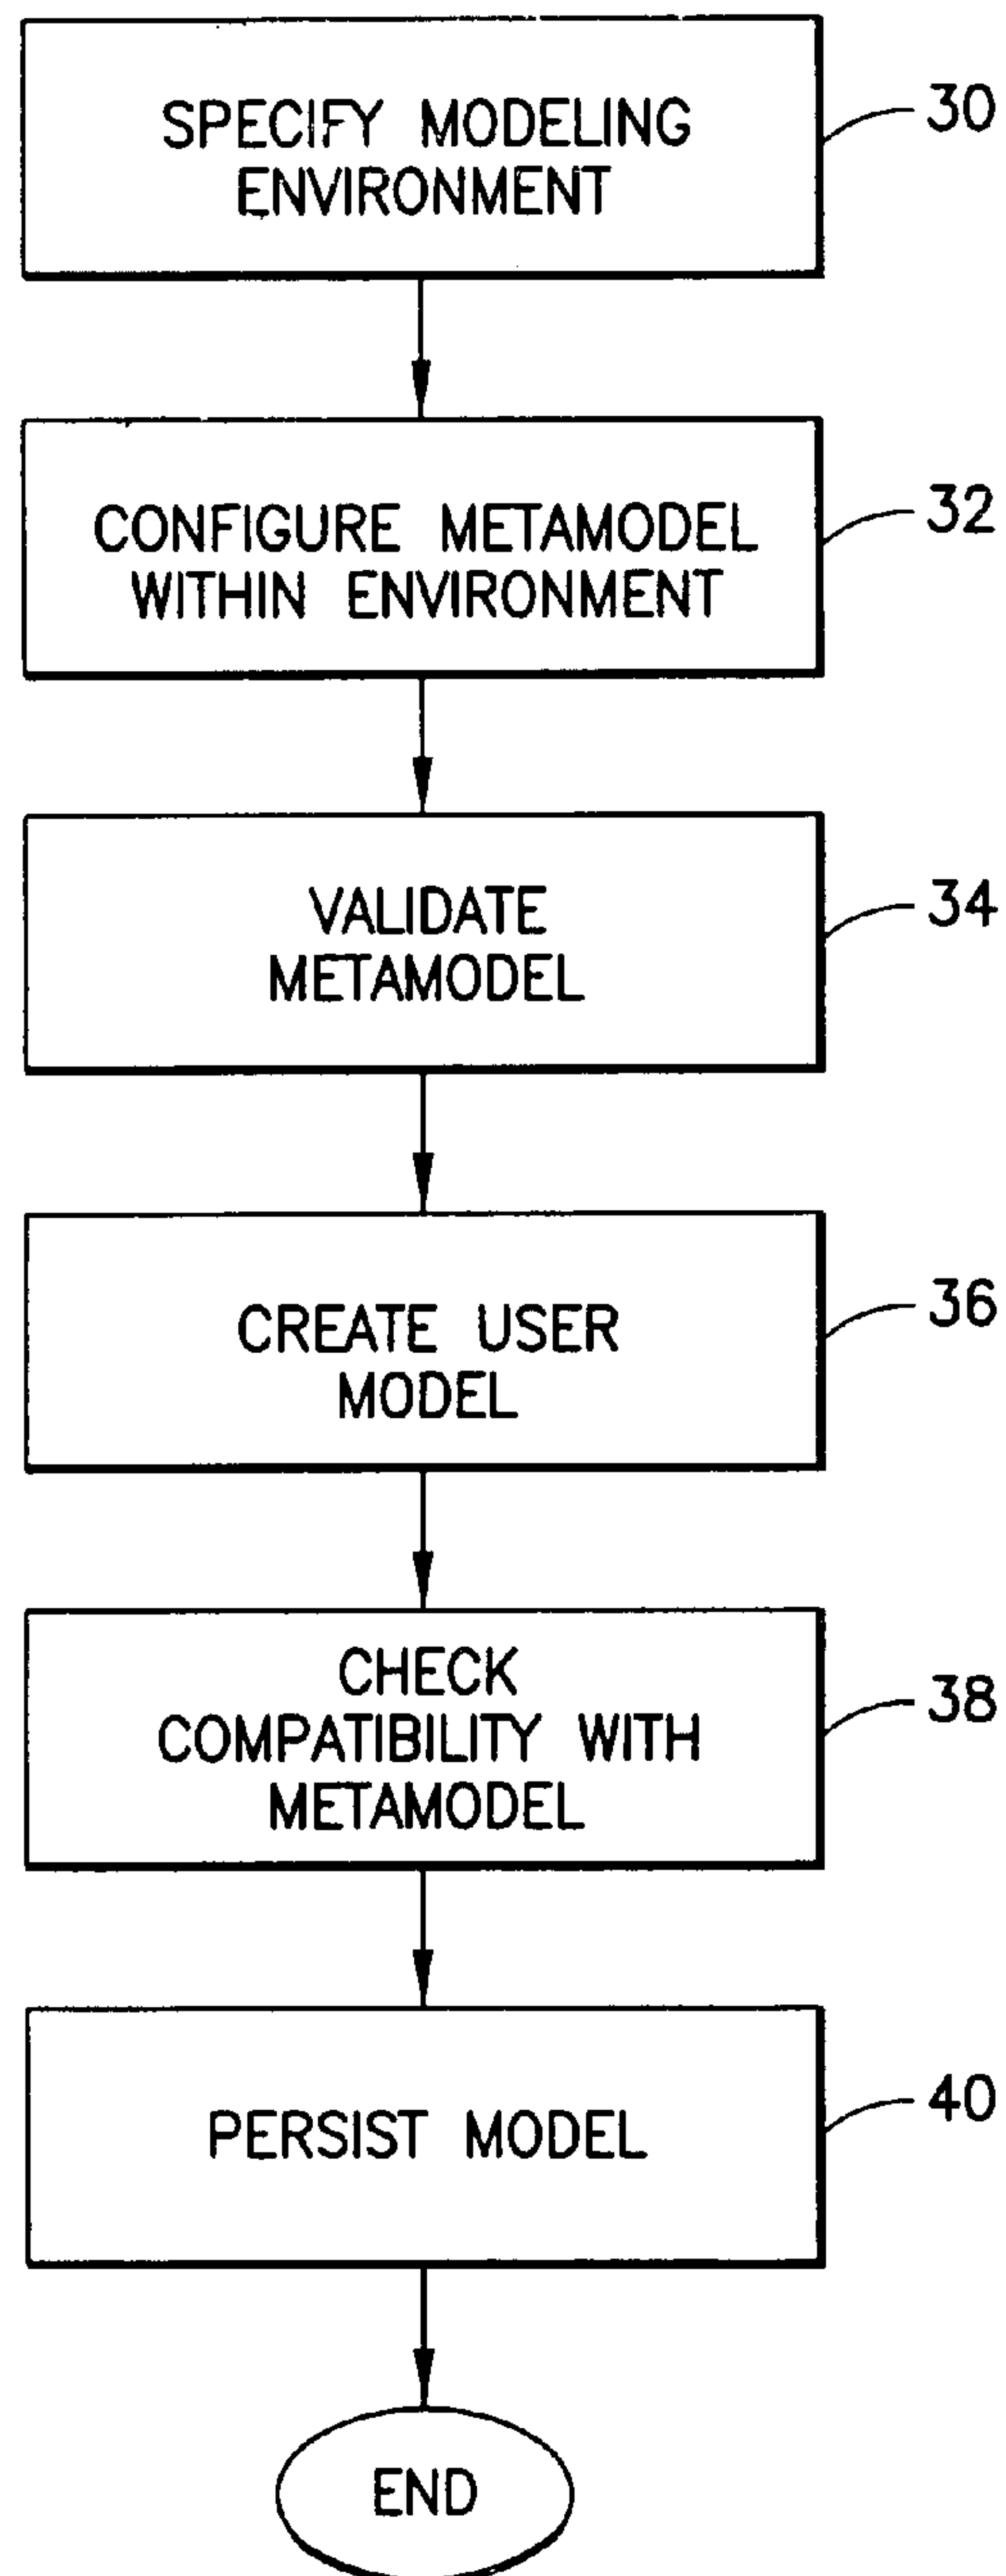 SPECIFY MODELING
ENVIRONMENT
30
CONFIGURE METAMODEL
WITHIN ENVIRONMENT
32
VALIDATE
METAMODEL
34
CREATE USER
MODEL
36
CHECK
COMPATIBILITY WITH
METAMODEL
38
PERSIST MODEL
40
END